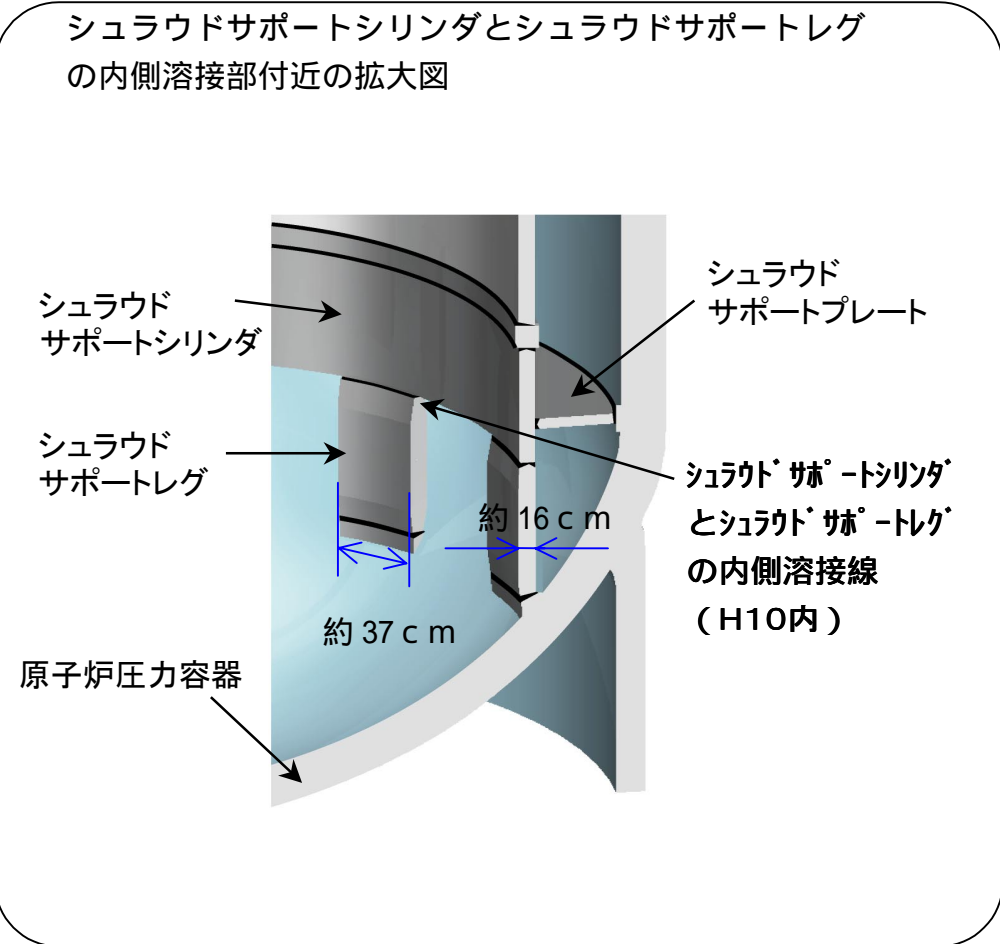 シュラウドサポートシリンダとシュラウドサポートレグ
の内側溶接部付近の拡大図
シュラウド
サポートシリンダ
シュラウド
サポートプレート
シュラウド
サポートレグ
約 16 c m
ｼｭﾗｳﾄﾞｻﾎﾟｰﾄｼﾘﾝﾀﾞ
とｼｭﾗｳﾄﾞｻﾎﾟｰﾄﾚｸﾞ
の内側溶接線
（H10内）
約 37 c m
原子炉圧力容器